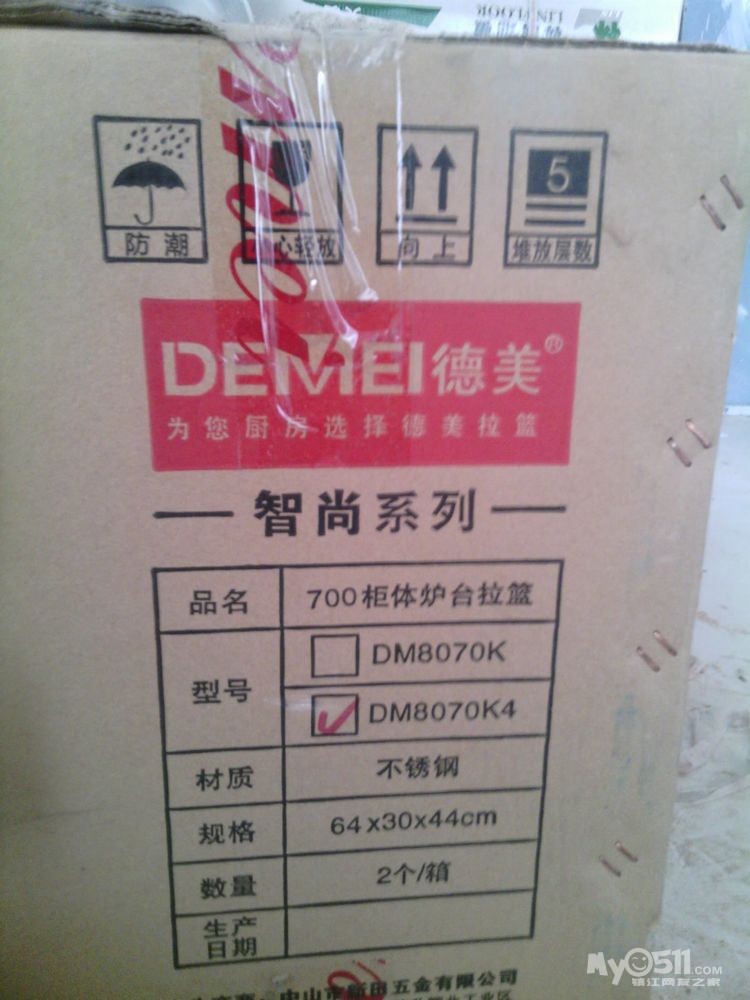 LINFLOOR
防潮
5
心轻放
向上
堆放层数
DEMEI德美®
为您厨房选择德美拉篮
智尚系列
品名 700柜体炉台拉篮
型号 DM8070K
DM8070K4
材质 不锈钢
规格 64x30x44cm
数量 2个/箱
生产
日期
中山市新田五金有限公司
工业区
My0511.com
镇江网友之家